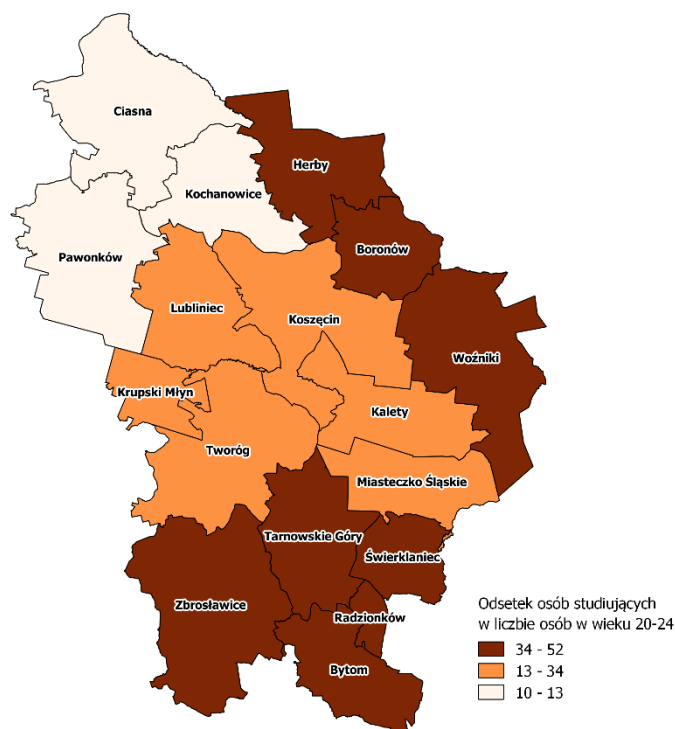 Ciasna
Herby
Kochanowice
Boronów
Pawonków
Lubliniec
Koszęcin
Woźniki
Krupski Młyn
Kalety
Tworóg
Miasteczko Śląskie
Tarnowskie Góry
Świerklaniec
Zbrosławice
Radzionków
Bytom
Odsetek osób studiujących
w liczbie osób w wieku 20-24
34 - 52
13 - 34
10 - 13